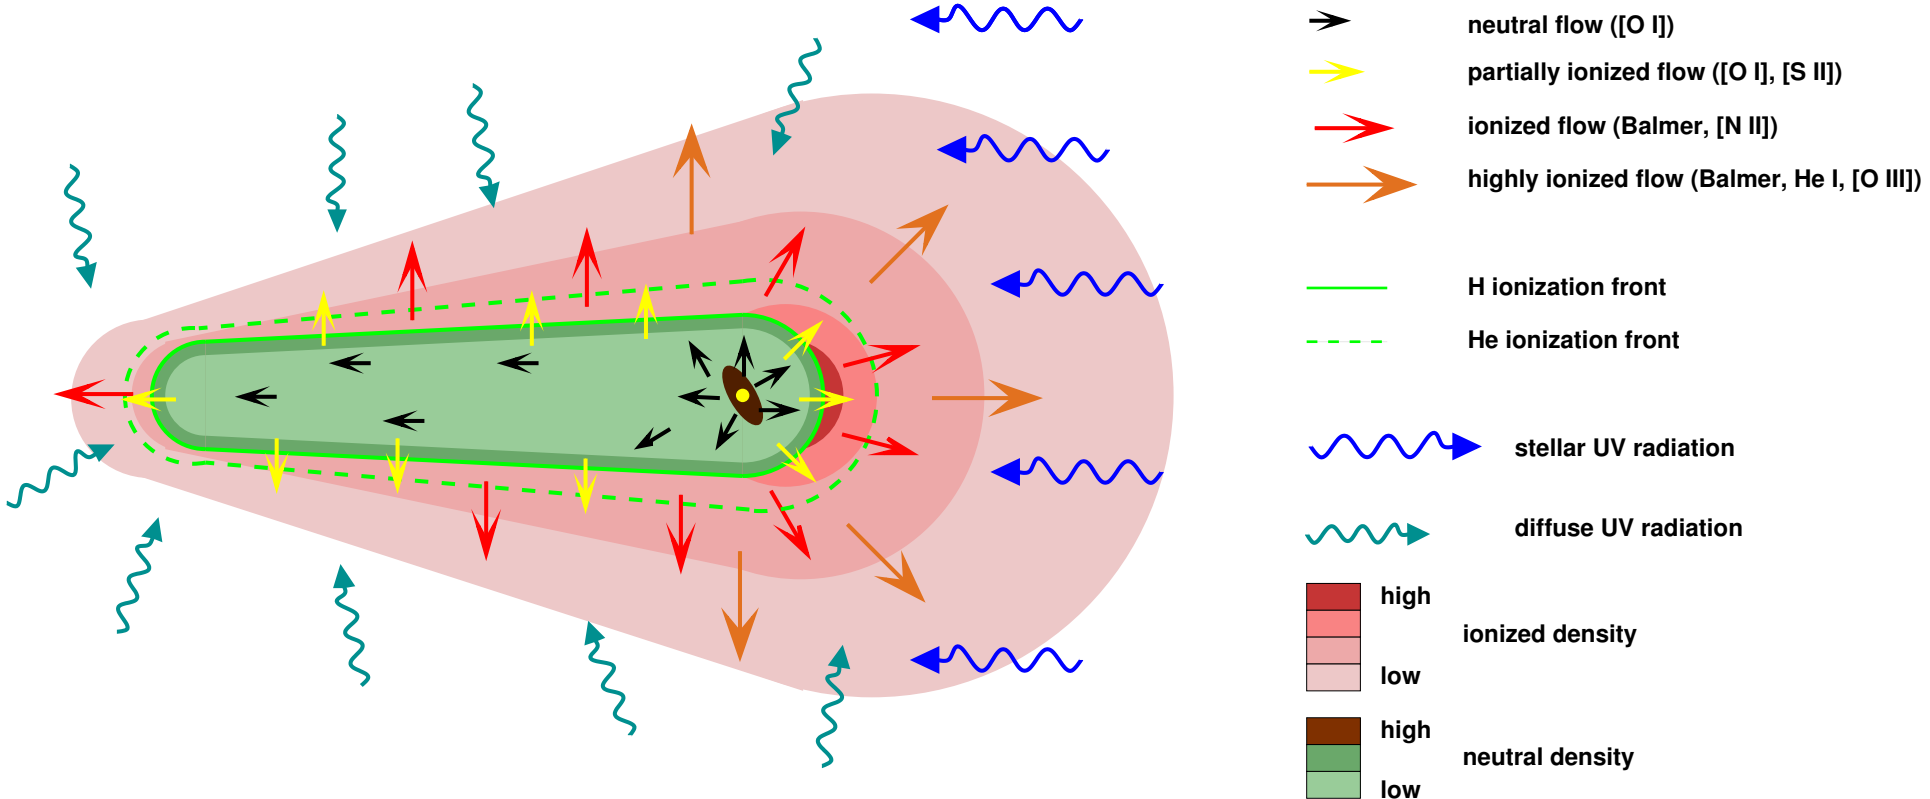 neutral flow ([O I])
partially ionized flow ([O I], [S II])
ionized flow (Balmer, [N II])
highly ionized flow (Balmer, He I, [O III])
H ionization front
He ionization front
stellar UV radiation
diffuse UV radiation
high
ionized density
low
high
neutral density
low